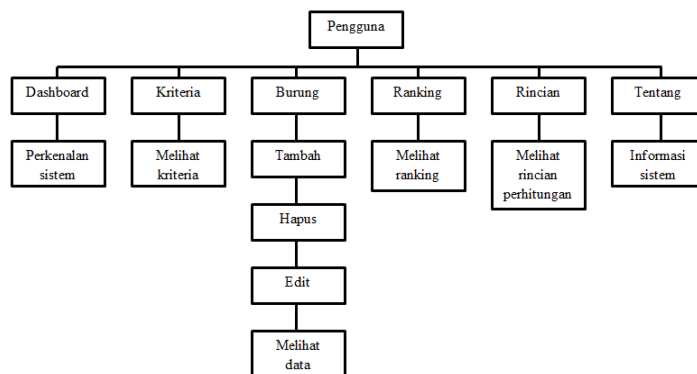 Pengguna
Dashboard
Kriteria
Burung
Ranking
Rincian
Tentang
Perkenalan
sistem
Melihat
kriteria
Tambah
Melihat
ranking
Melihat
rincian
perhitungan
Informasi
sistem
Hapus
Edit
Melihat
data